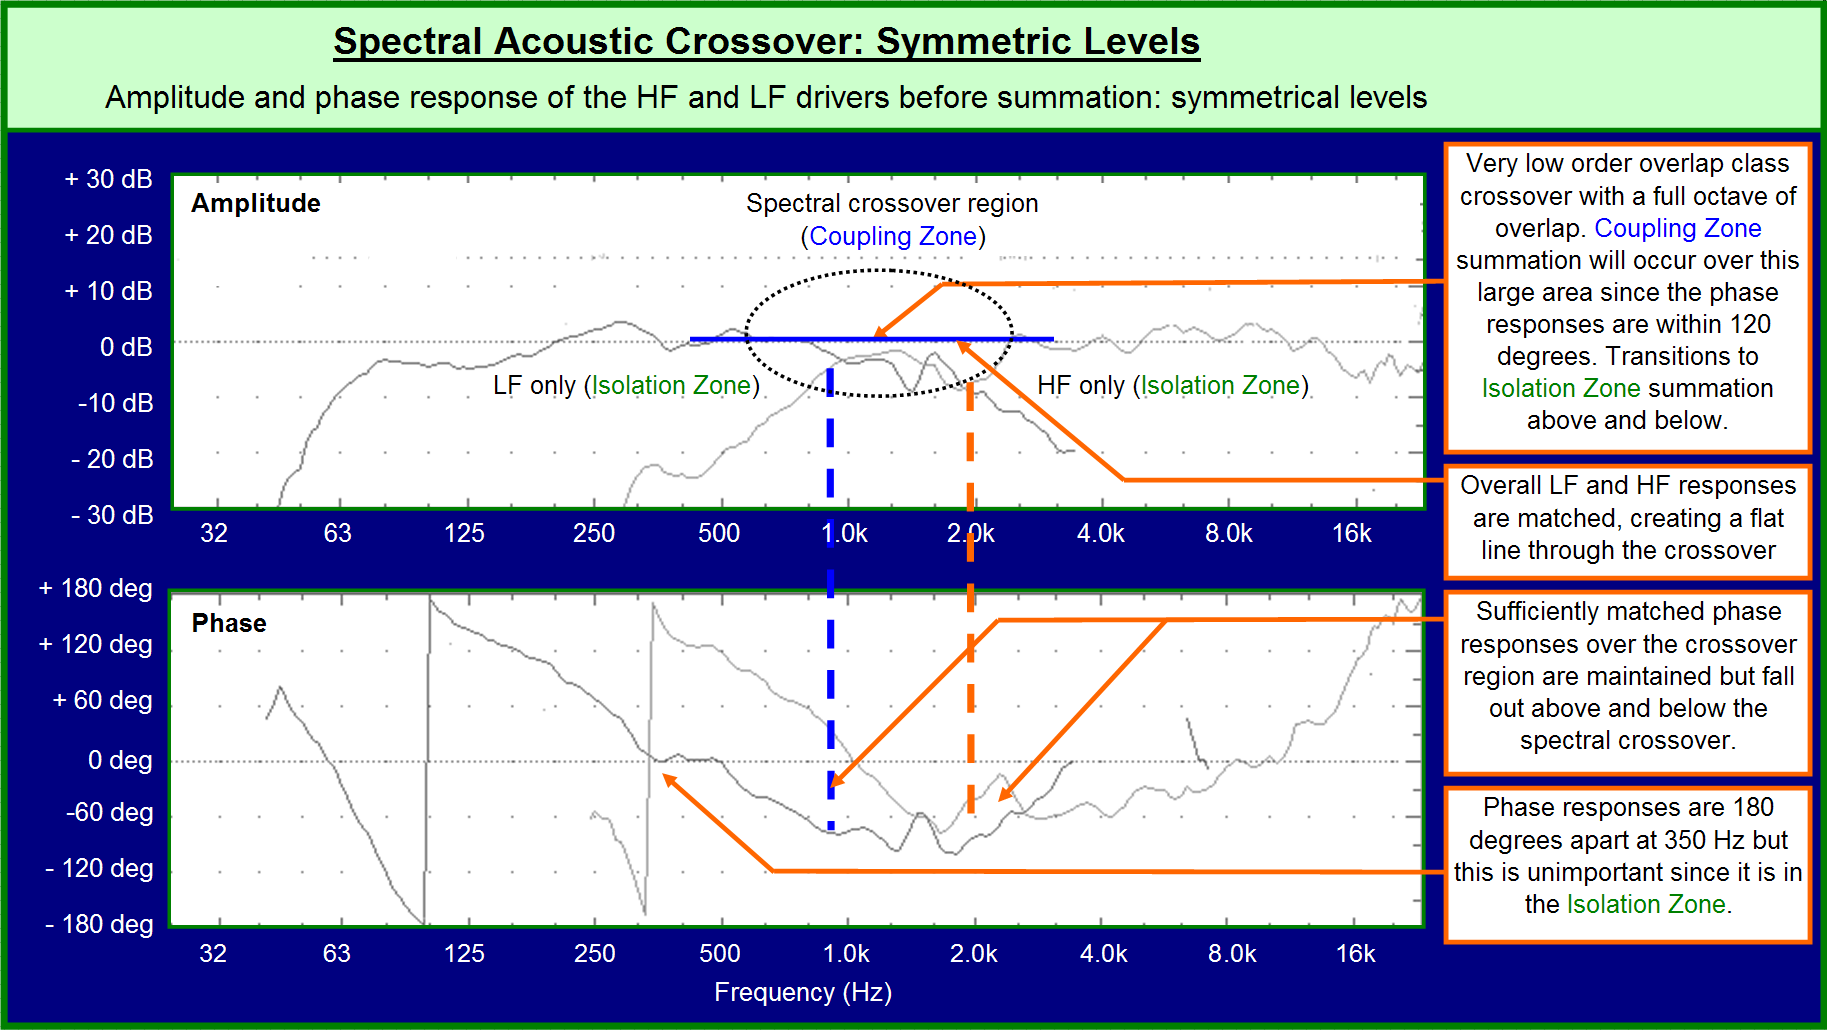 Spectral Acoustic Crossover: Symmetric Levels
Amplitude and phase response of the HF and LF drivers before summation: symmetrical levels
+ 30 dB
+ 20 dB
+ 10 dB
0 dB
-10 dB
- 20 dB
- 30 dB
Amplitude
Spectral crossover region
(Coupling Zone)
LF only (Isolation Zone)
HF only (Isolation Zone)
32 63 125 250 500 1.0k 2.0k 4.0k 8.0k 16k
+ 180 deg
+ 120 deg
+ 60 deg
0 deg
-60 deg
- 120 deg
- 180 deg
Phase
32 63 125 250 500 1.0k 2.0k 4.0k 8.0k 16k
Frequency (Hz)
Very low order overlap class
crossover with a full octave of
overlap. Coupling Zone
summation will occur over this
large area since the phase
responses are within 120
degrees. Transitions to
Isolation Zone summation
above and below.
Overall LF and HF responses
are matched, creating a flat
line through the crossover
Sufficiently matched phase
responses over the crossover
region are maintained but fall
out above and below the
spectral crossover.
Phase responses are 180
degrees apart at 350 Hz but
this is unimportant since it is in
the Isolation Zone.